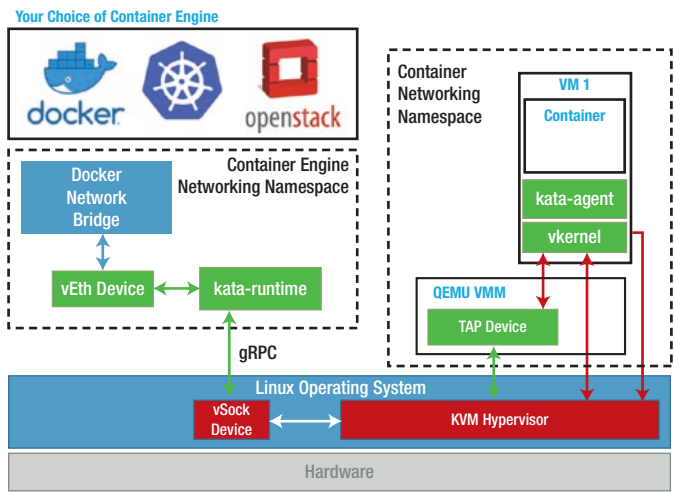 Your Choice of Container Engine
docker
openstack
Container Engine
Networking Namespace
Docker
Network
Bridge
vEth Device
kata-runtime
gRPC
Container
Networking
Namespace
VM 1
Container
kata-agent
vkernel
QEMU VMM
TAP Device
Linux Operating System
vSock
Device
KVM Hypervisor
Hardware